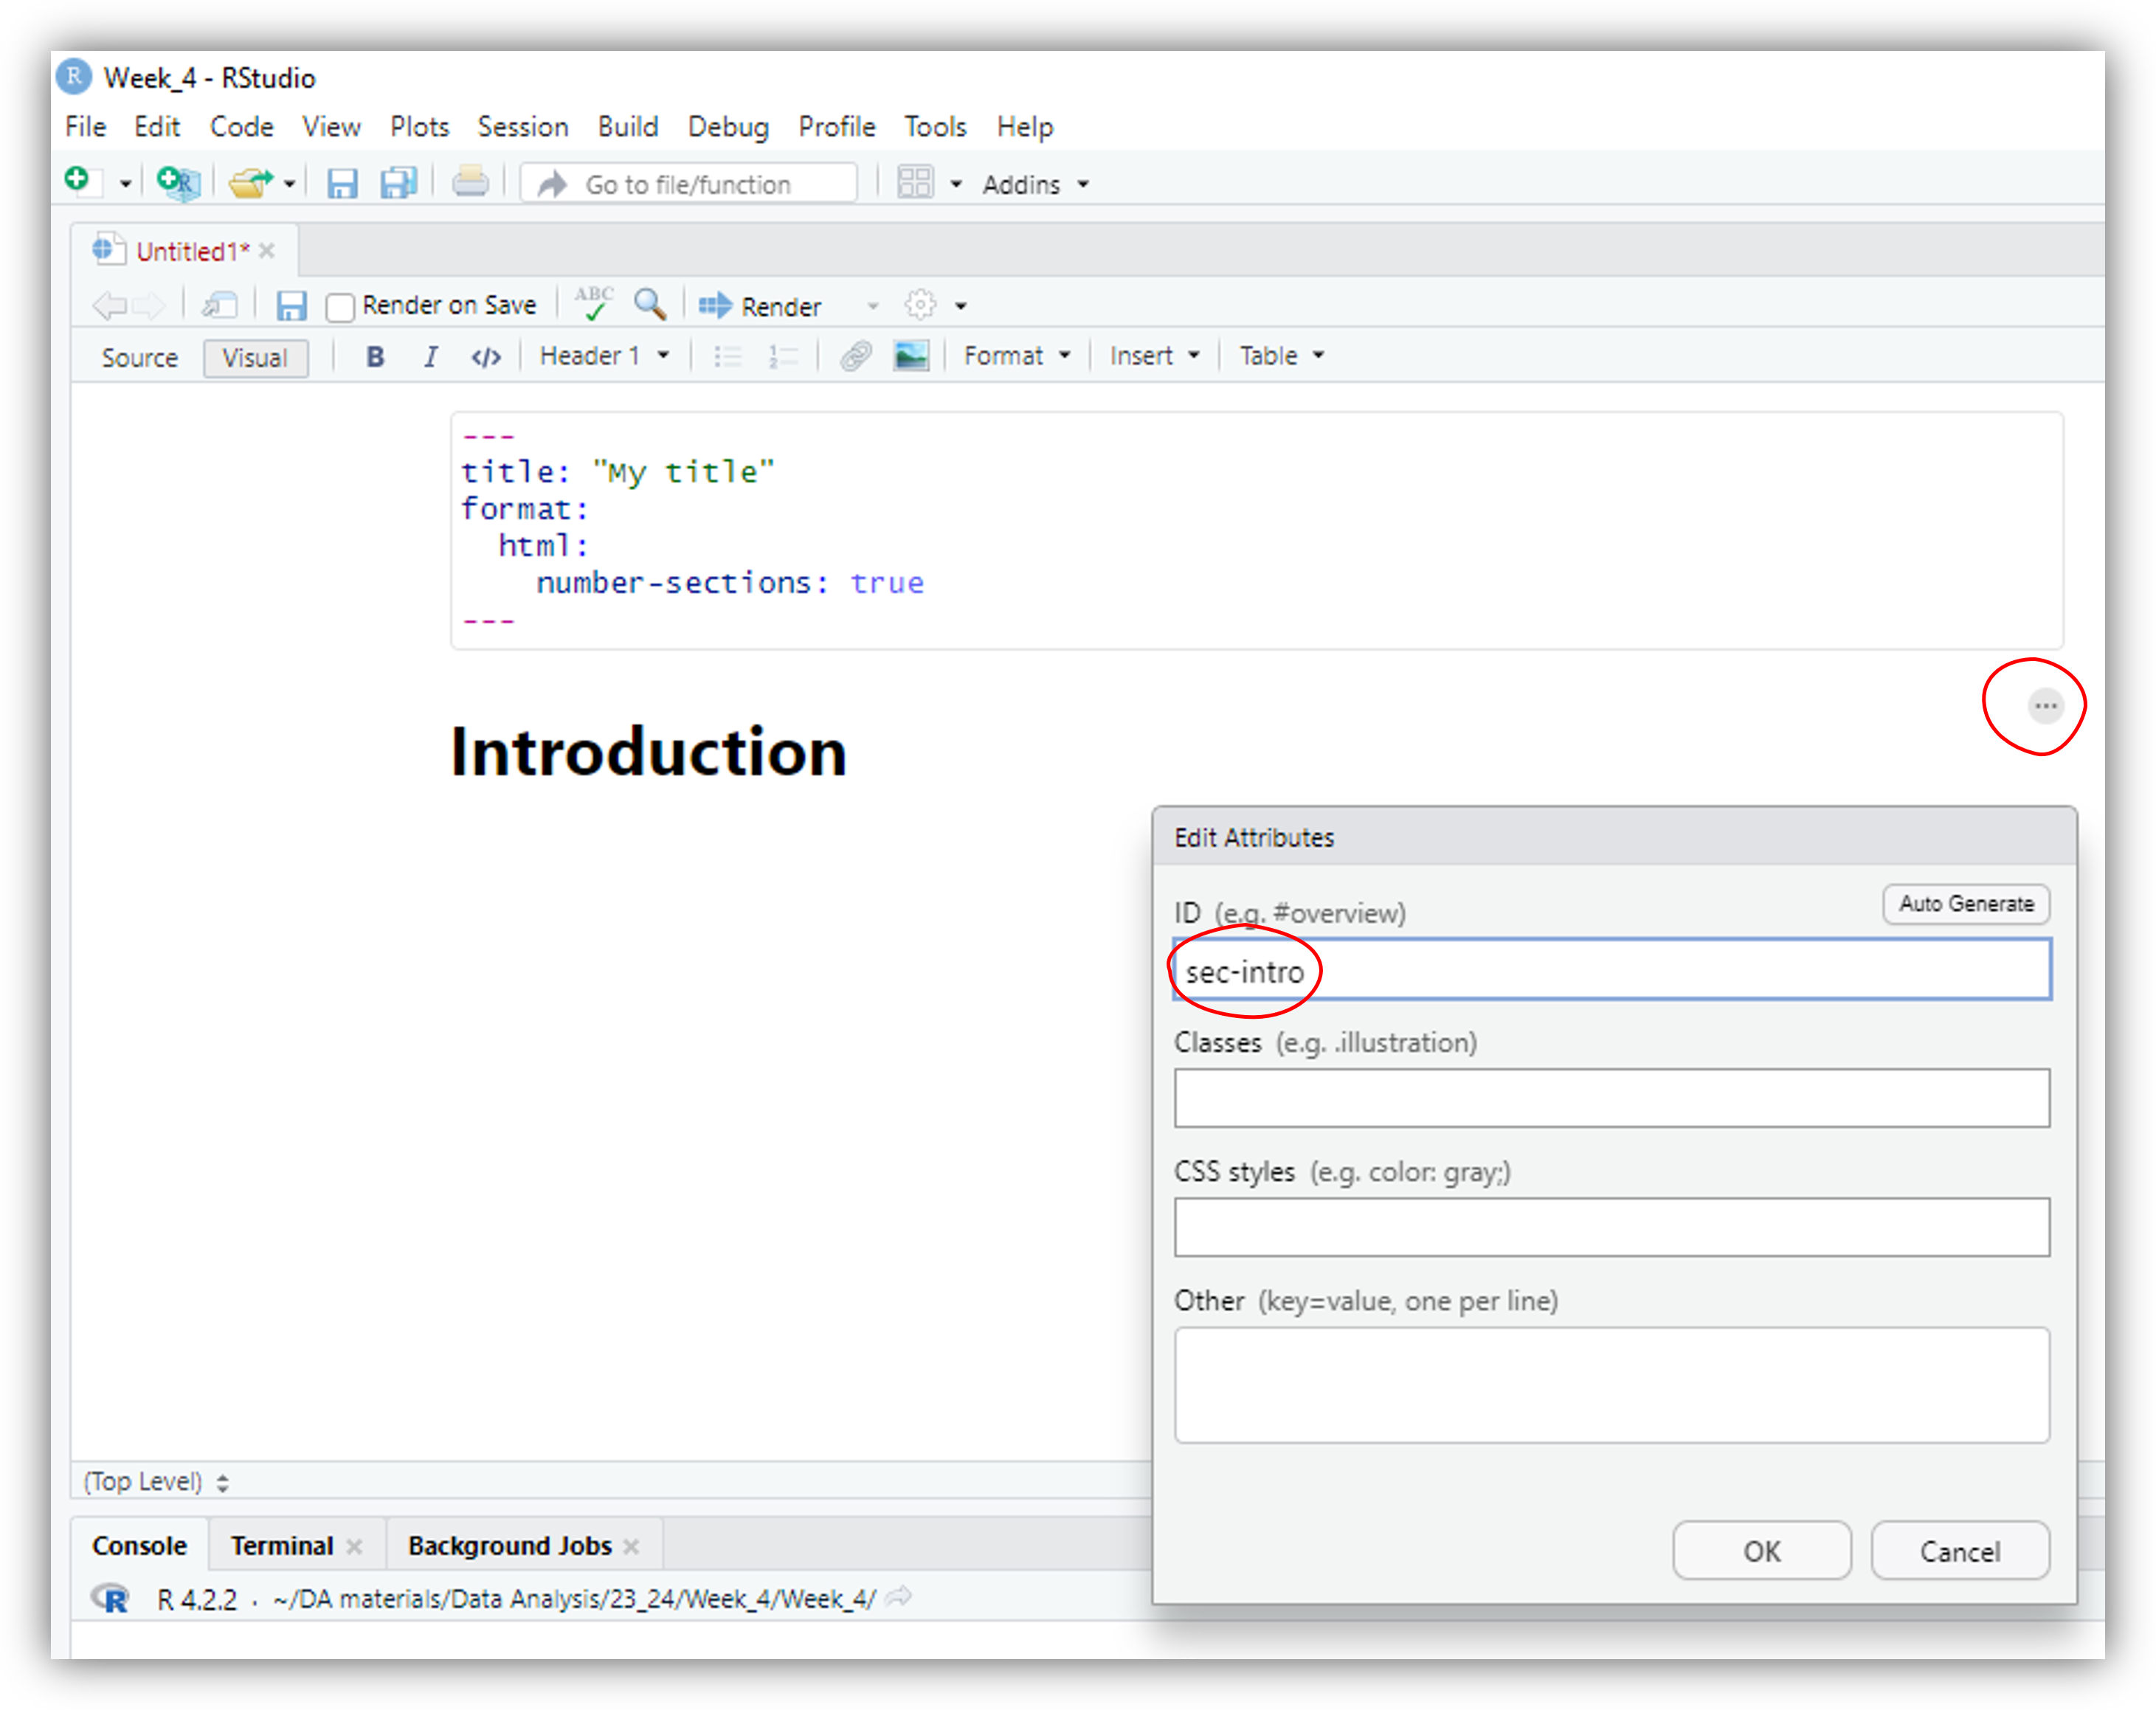 Week_4 - RStudio
File Edit Code View Plots Session Build Debug Profile Tools Help
Go to file/function Addins
Untitled1*
Render on Save ABC Render
Source Visual B I </> Header 1 Format Insert Table
---
title: "My title"
format:
  html:
    number-sections: true
---
Introduction
Edit Attributes
ID (e.g. #overview) Auto Generate
sec-intro
Classes (e.g. .illustration)
CSS styles (e.g. color: gray;)
Other (key=value, one per line)
OK Cancel
(Top Level)
Console Terminal Background Jobs
R R 4.2.2 · ~/DA materials/Data Analysis/23_24/Week_4/Week_4/